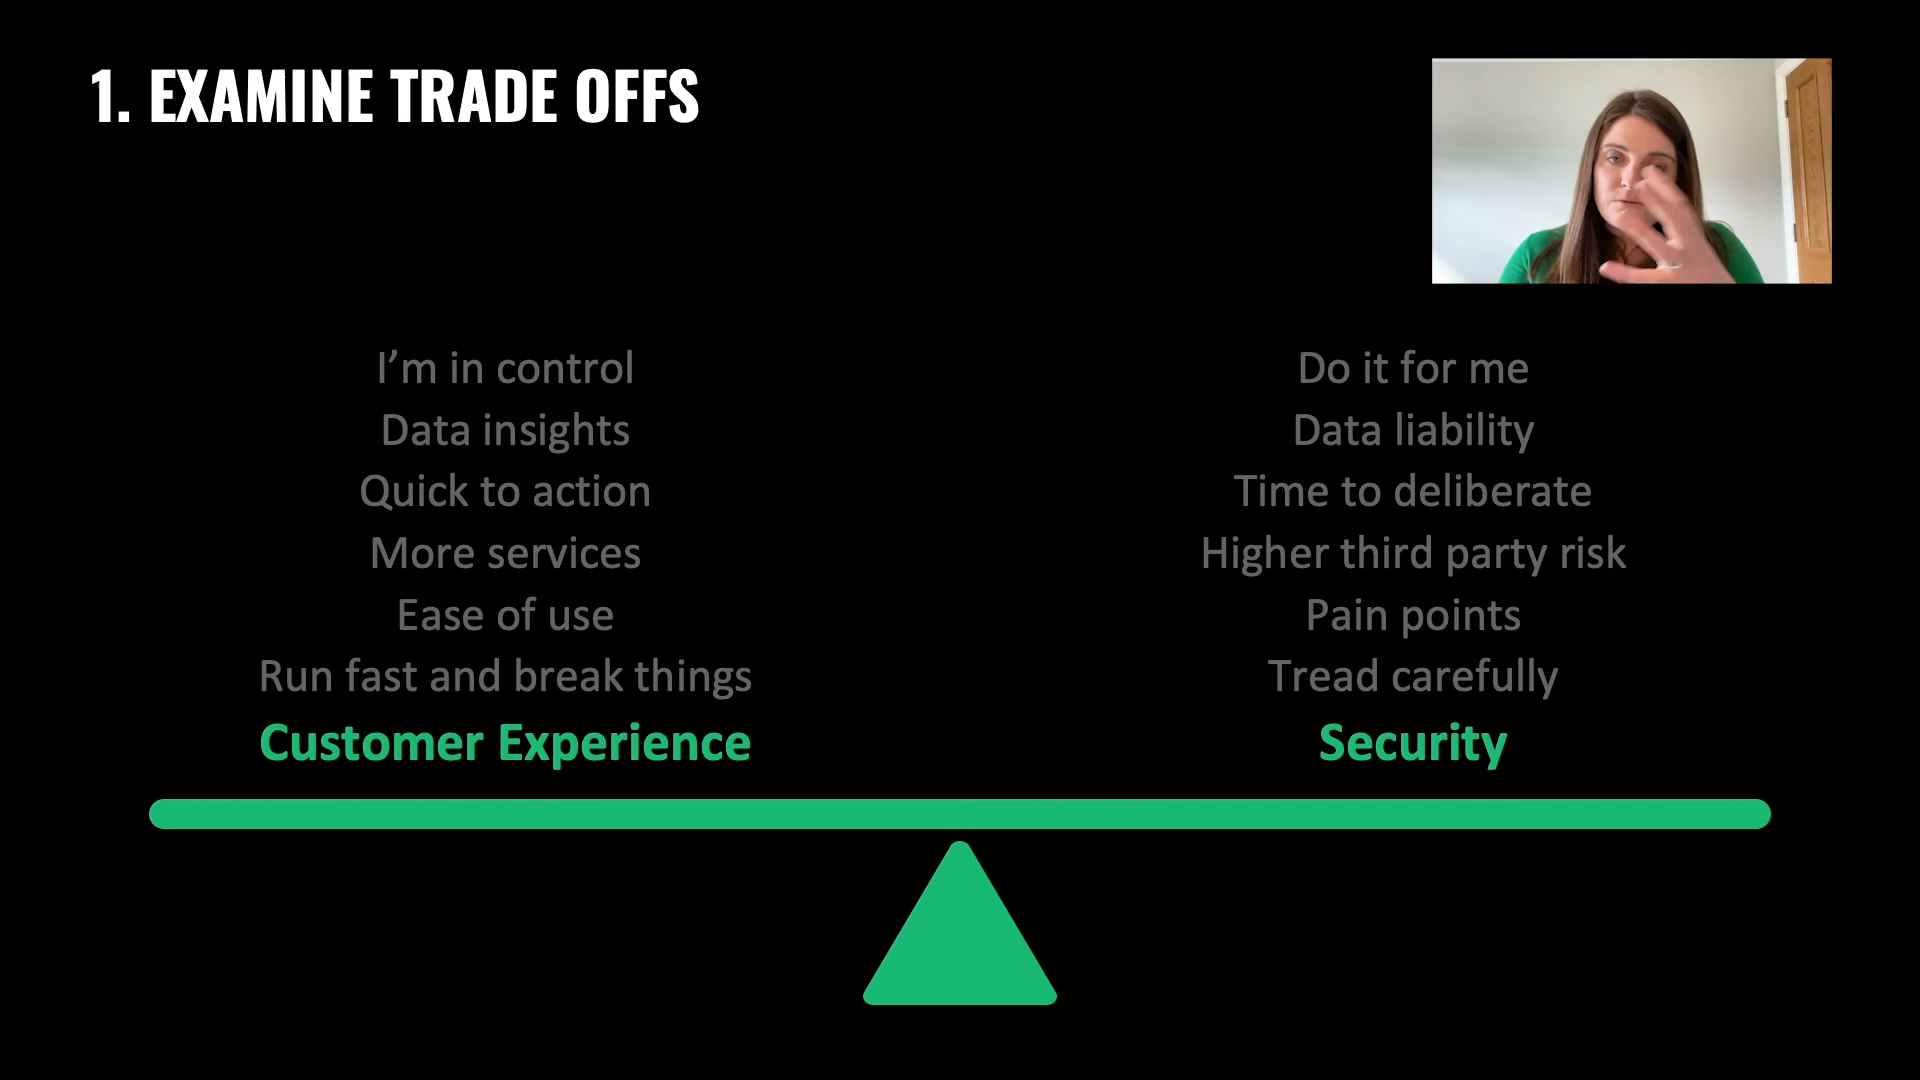 1. EXAMINE TRADE OFFS
I’m in control
Data insights
Quick to action
More services
Ease of use
Run fast and break things
Customer Experience
Do it for me
Data liability
Time to deliberate
Higher third party risk
Pain points
Tread carefully
Security